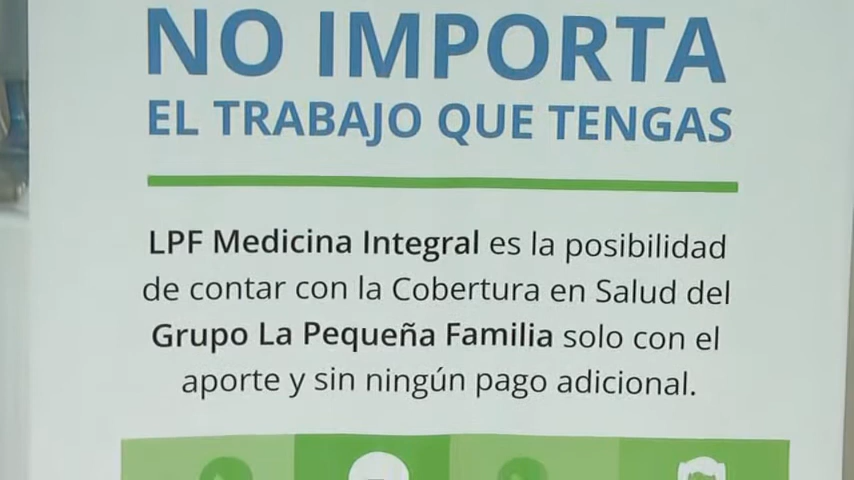 NO IMPORTA
EL TRABAJO QUE TENGAS
LPF Medicina Integral es la posibilidad
de contar con la Cobertura en Salud del
Grupo La Pequeña Familia solo con el
aporte y sin ningún pago adicional.